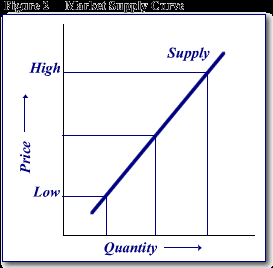 Figure 2 Market Supply Curve
Supply
High
Price
Low
Quantity